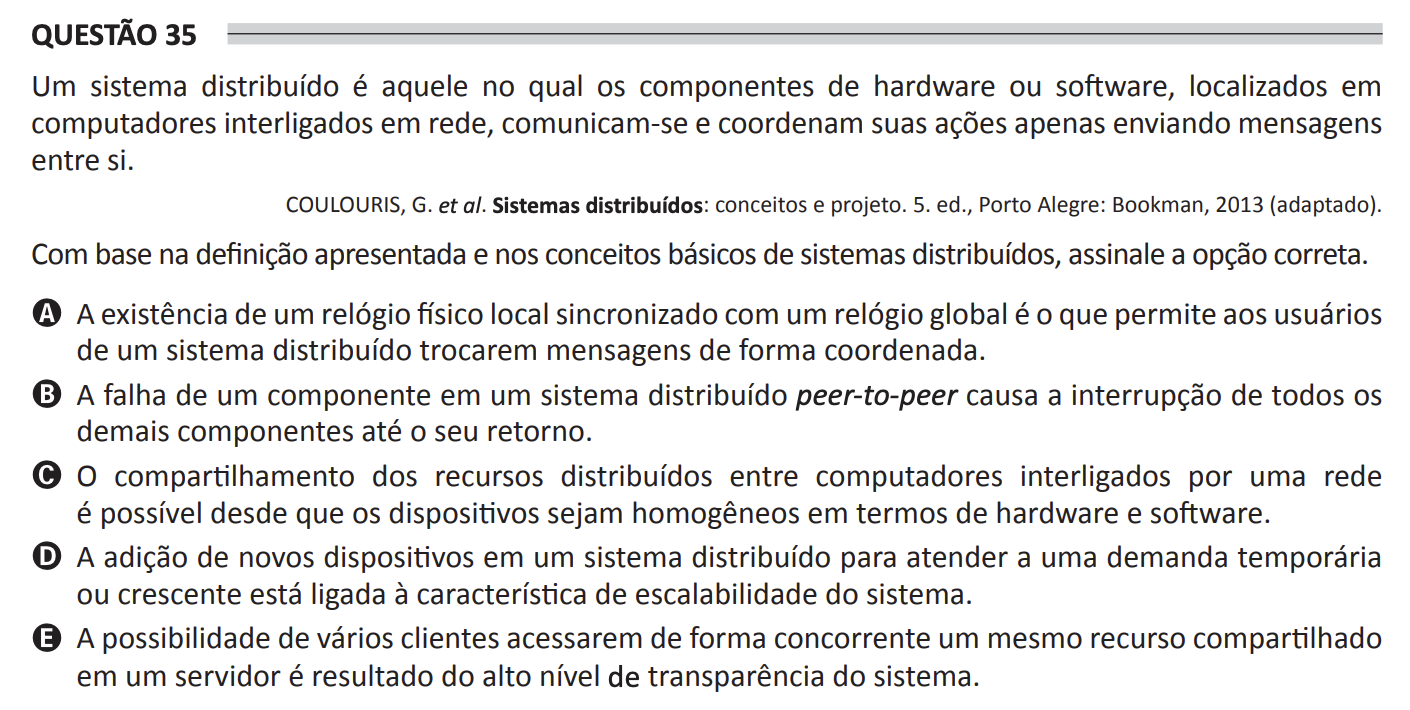 QUESTÃO 35
Um sistema distribuído é aquele no qual os componentes de hardware ou software, localizados em
computadores interligados em rede, comunicam-se e coordenam suas ações apenas enviando mensagens
entre si.
COULOURIS, G. et al. Sistemas distribuídos: conceitos e projeto. 5. ed., Porto Alegre: Bookman, 2013 (adaptado).
Com base na definição apresentada e nos conceitos básicos de sistemas distribuídos, assinale a opção correta.
A A existência de um relógio físico local sincronizado com um relógio global é o que permite aos usuários
de um sistema distribuído trocarem mensagens de forma coordenada.
B A falha de um componente em um sistema distribuído peer-to-peer causa a interrupção de todos os
demais componentes até o seu retorno.
C O compartilhamento dos recursos distribuídos entre computadores interligados por uma rede
é possível desde que os dispositivos sejam homogêneos em termos de hardware e software.
D A adição de novos dispositivos em um sistema distribuído para atender a uma demanda temporária
ou crescente está ligada à característica de escalabilidade do sistema.
E A possibilidade de vários clientes acessarem de forma concorrente um mesmo recurso compartilhado
em um servidor é resultado do alto nível de transparência do sistema.